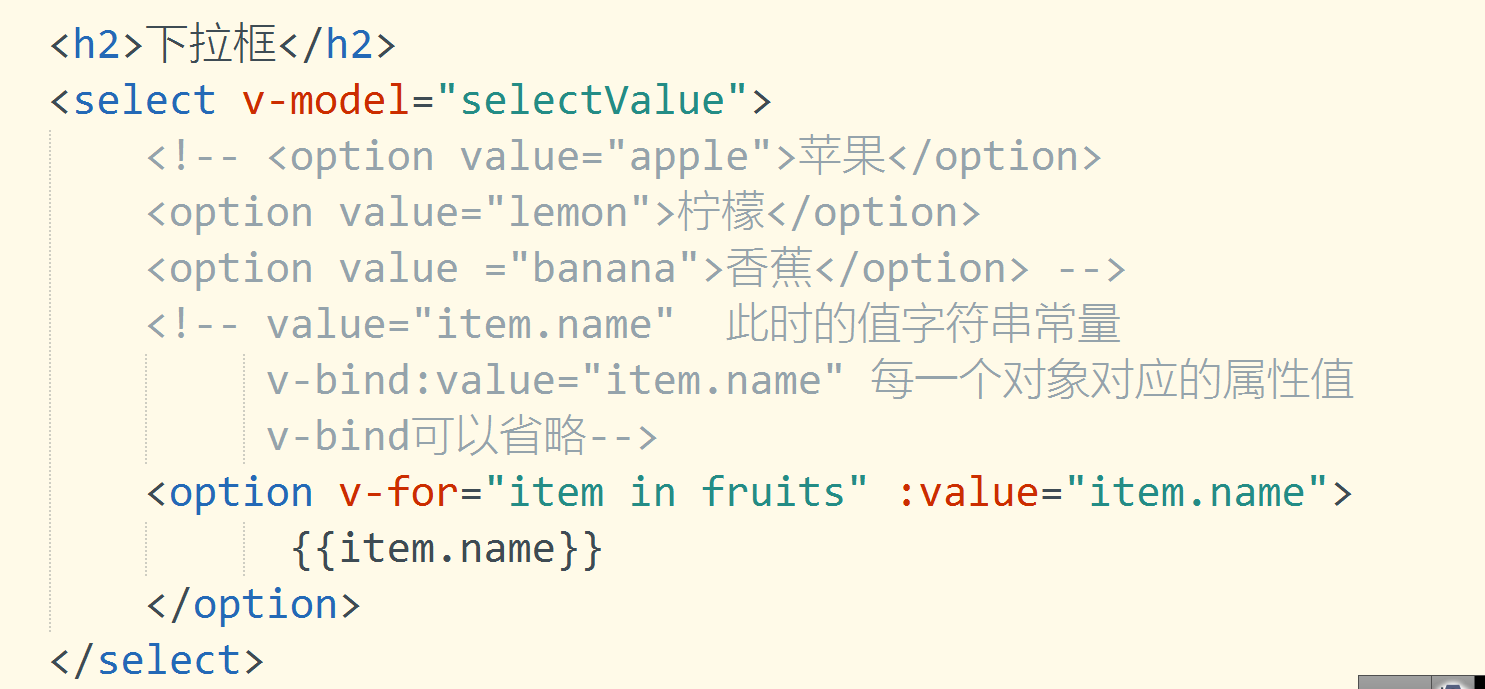 <h2>下拉框</h2>
<select v-model="selectValue">
<!-- <option value="apple">苹果</option>
<option value="lemon">柠檬</option>
<option value ="banana">香蕉</option> -->
<!-- value="item.name"  此时的值字符串常量
v-bind:value="item.name" 每一个对象对应的属性值
v-bind可以省略-->
<option v-for="item in fruits" :value="item.name">
{{item.name}}
</option>
</select>